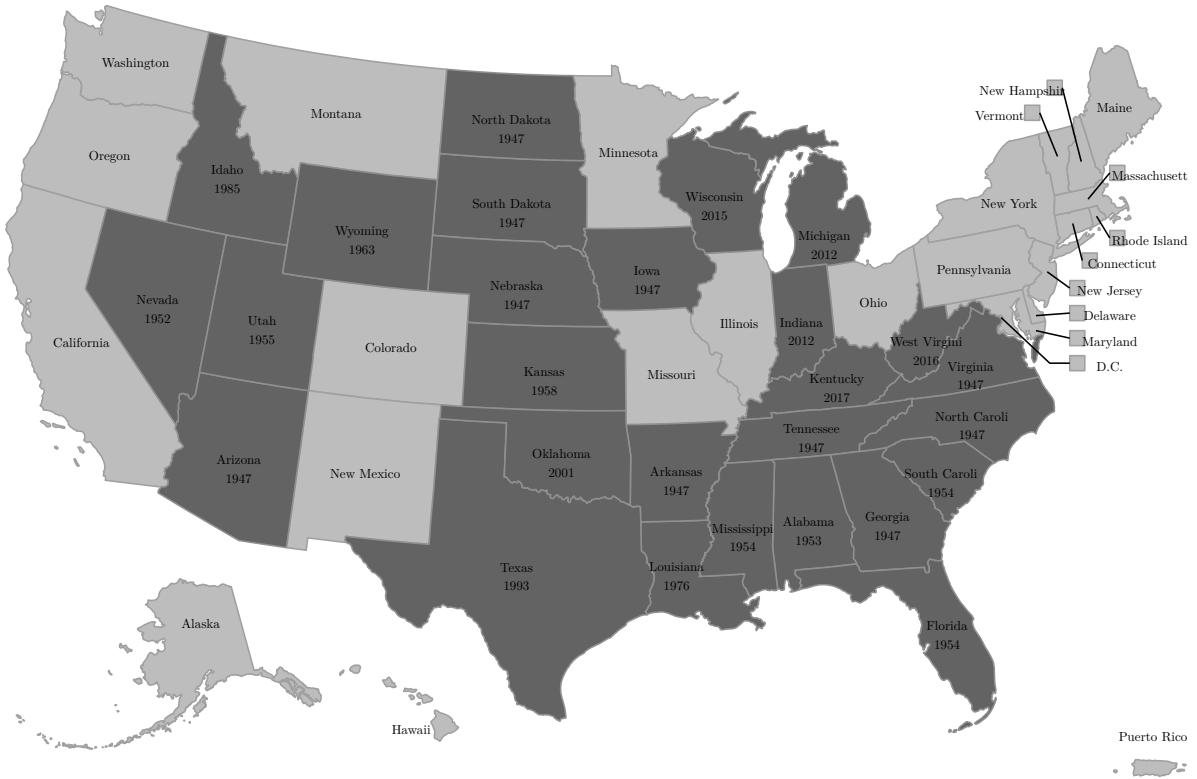 Washington
Montana
North Dakota
1947
Minnesota
New Hampshir
Vermont
Maine
Oregon
Idaho
1985
Wyoming
1963
South Dakota
1947
Wisconsin
2015
Michigan
2012
New York
Massachusett
Rhode Island
Connecticut
New Jersey
Delaware
Maryland
D.C.
Pennsylvania
Nevada
1952
Utah
1955
Nebraska
1947
Iowa
1947
Illinois
Indiana
2012
Ohio
West Virgini
2016
Virginia
1947
California
Colorado
Kansas
1958
Missouri
Kentucky
2017
Arizona
1947
New Mexico
Oklahoma
2001
Arkansas
1947
Tennessee
1947
North Caroli
1947
South Caroli
1954
Texas
1993
Louisiana
1976
Mississippi
1954
Alabama
1953
Georgia
1947
Florida
1954
Alaska
Hawaii
Puerto Rico